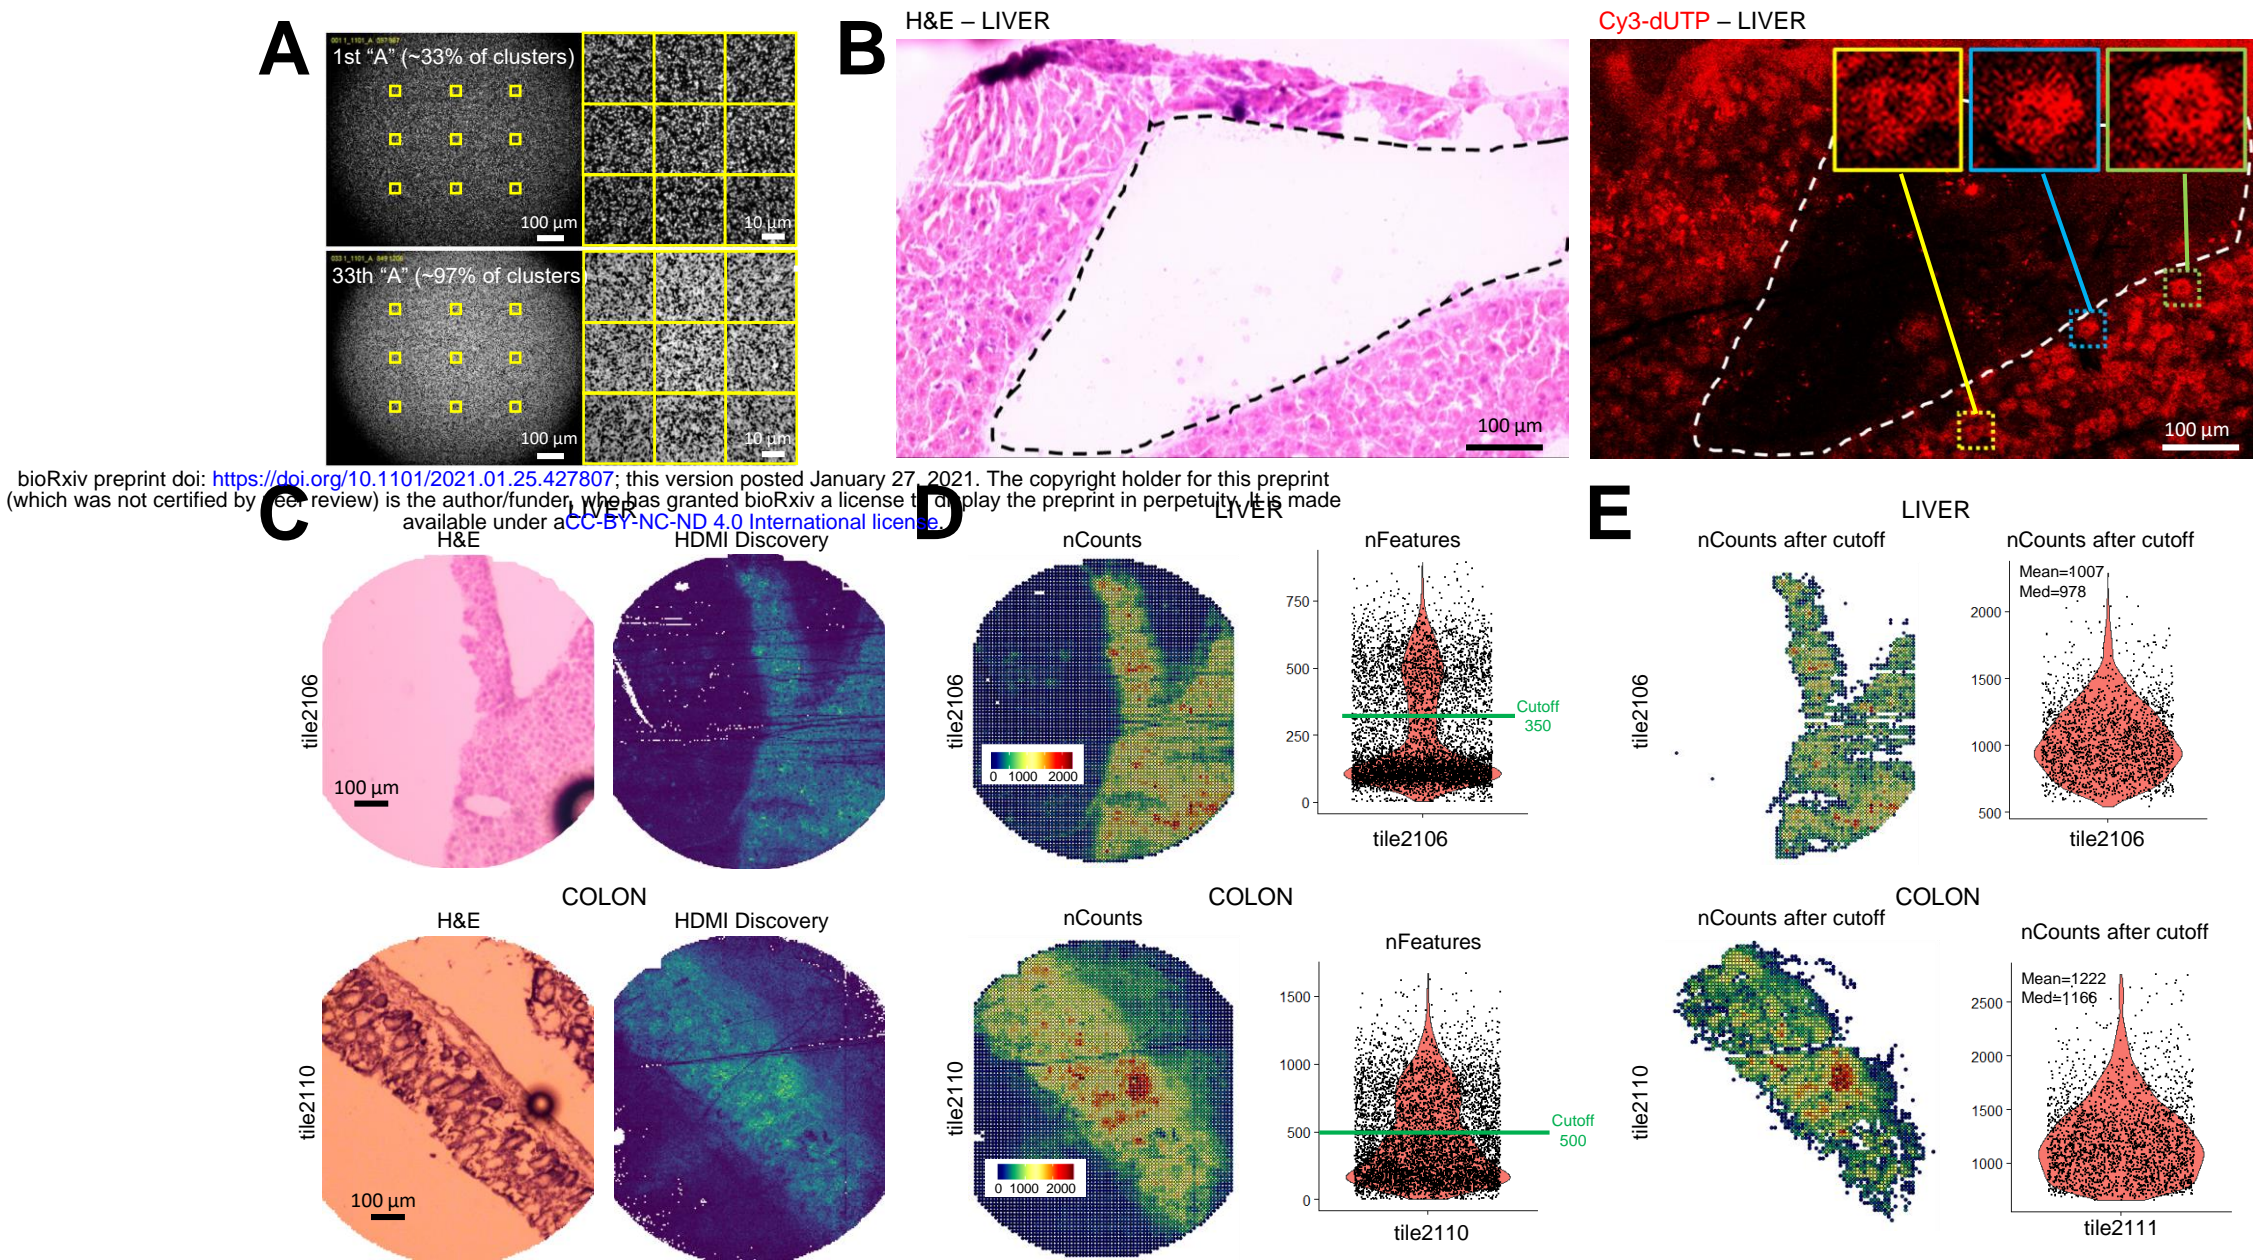 A
1st “A” (~33% of clusters)
100 µm
10 µm
33th “A” (~97% of clusters)
100 µm
10 µm
B
H&E – LIVER
100 µm
Cy3-dUTP – LIVER
100 µm
bioRxiv preprint doi: https://doi.org/10.1101/2021.01.25.427807; this version posted January 27, 2021. The copyright holder for this preprint
(which was not certified by peer review) is the author/funder, who has granted bioRxiv a license to display the preprint in perpetuity. It is made
available under aCC-BY-NC-ND 4.0 International license.
C
LIVER
H&E
HDMI Discovery
tile2106
100 µm
COLON
H&E
HDMI Discovery
tile2110
100 µm
D
LIVER
nCounts
nFeatures
tile2106
0 1000 2000
750
500
250
0
Cutoff
350
tile2106
COLON
nCounts
nFeatures
tile2110
0 1000 2000
1500
1000
500
0
Cutoff
500
tile2110
E
LIVER
nCounts after cutoff
nCounts after cutoff
tile2106
Mean=1007
Med=978
2000
1500
1000
500
tile2106
COLON
nCounts after cutoff
nCounts after cutoff
tile2110
Mean=1222
Med=1166
2500
2000
1500
1000
tile2111